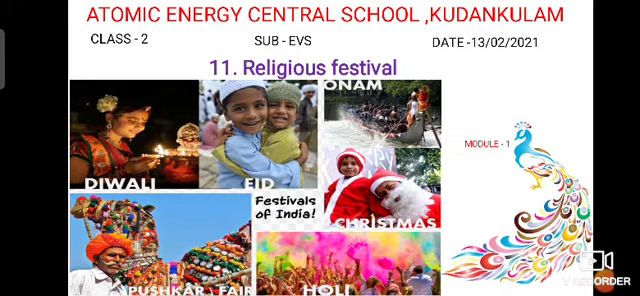 ATOMIC ENERGY CENTRAL SCHOOL ,KUDANKULAM
CLASS - 2
SUB - EVS
DATE -13/02/2021
11. Religious festival
DIWALI
EID
ONAM
MODULE - 1
Festivals
of India!
CHRISTMAS
PUSHKAR FAIR
HOLI
V RECORDER